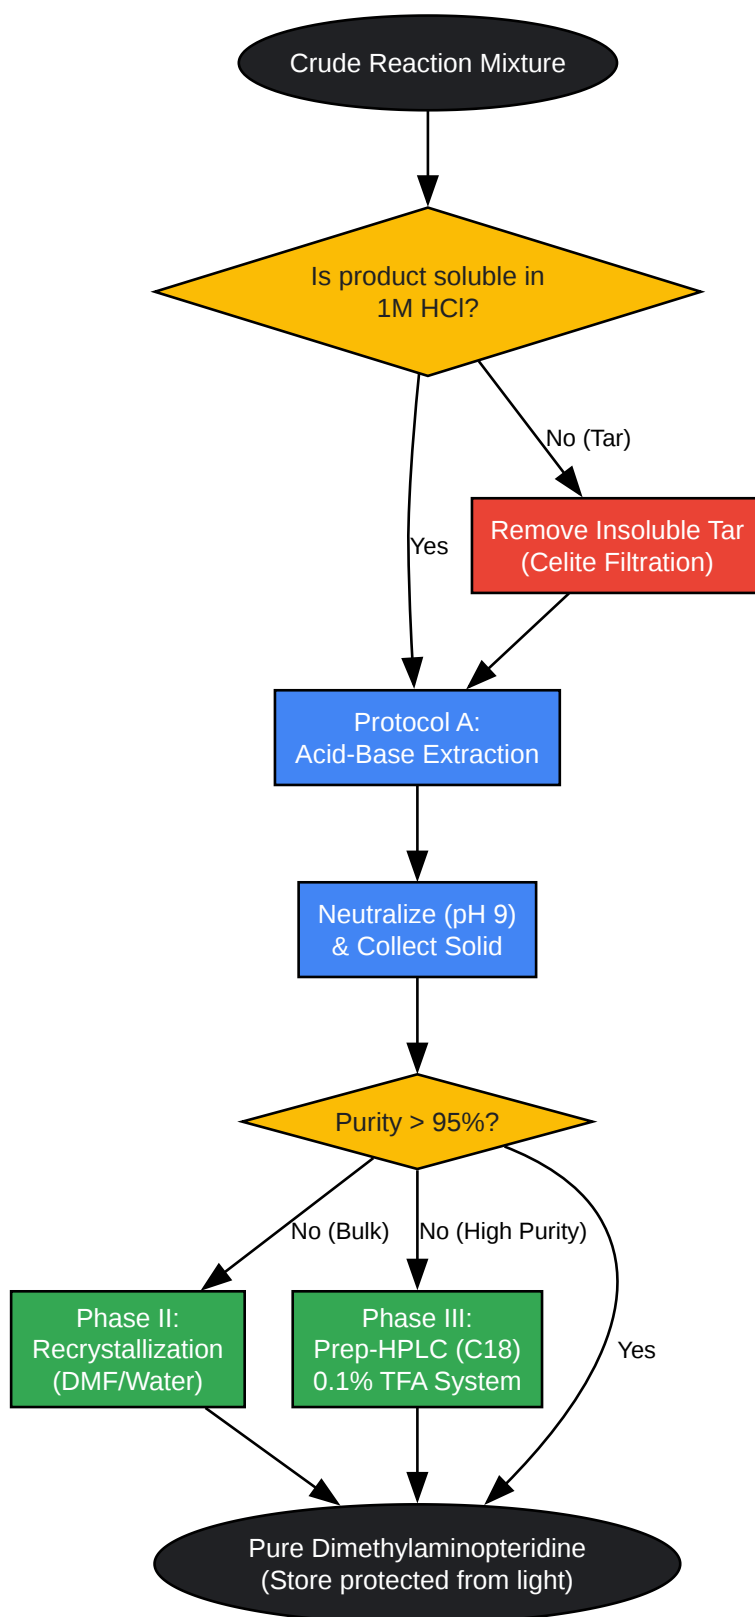 Crude Reaction Mixture
Is product soluble in
1M HCl?
No (Tar)
Yes
Remove Insoluble Tar
(Celite Filtration)
Protocol A:
Acid-Base Extraction
Neutralize (pH 9)
& Collect Solid
Purity > 95%?
No (Bulk)
No (High Purity)
Yes
Phase II:
Recrystallization
(DMF/Water)
Phase III:
Prep-HPLC (C18)
0.1% TFA System
Pure Dimethylaminopteridine
(Store protected from light)